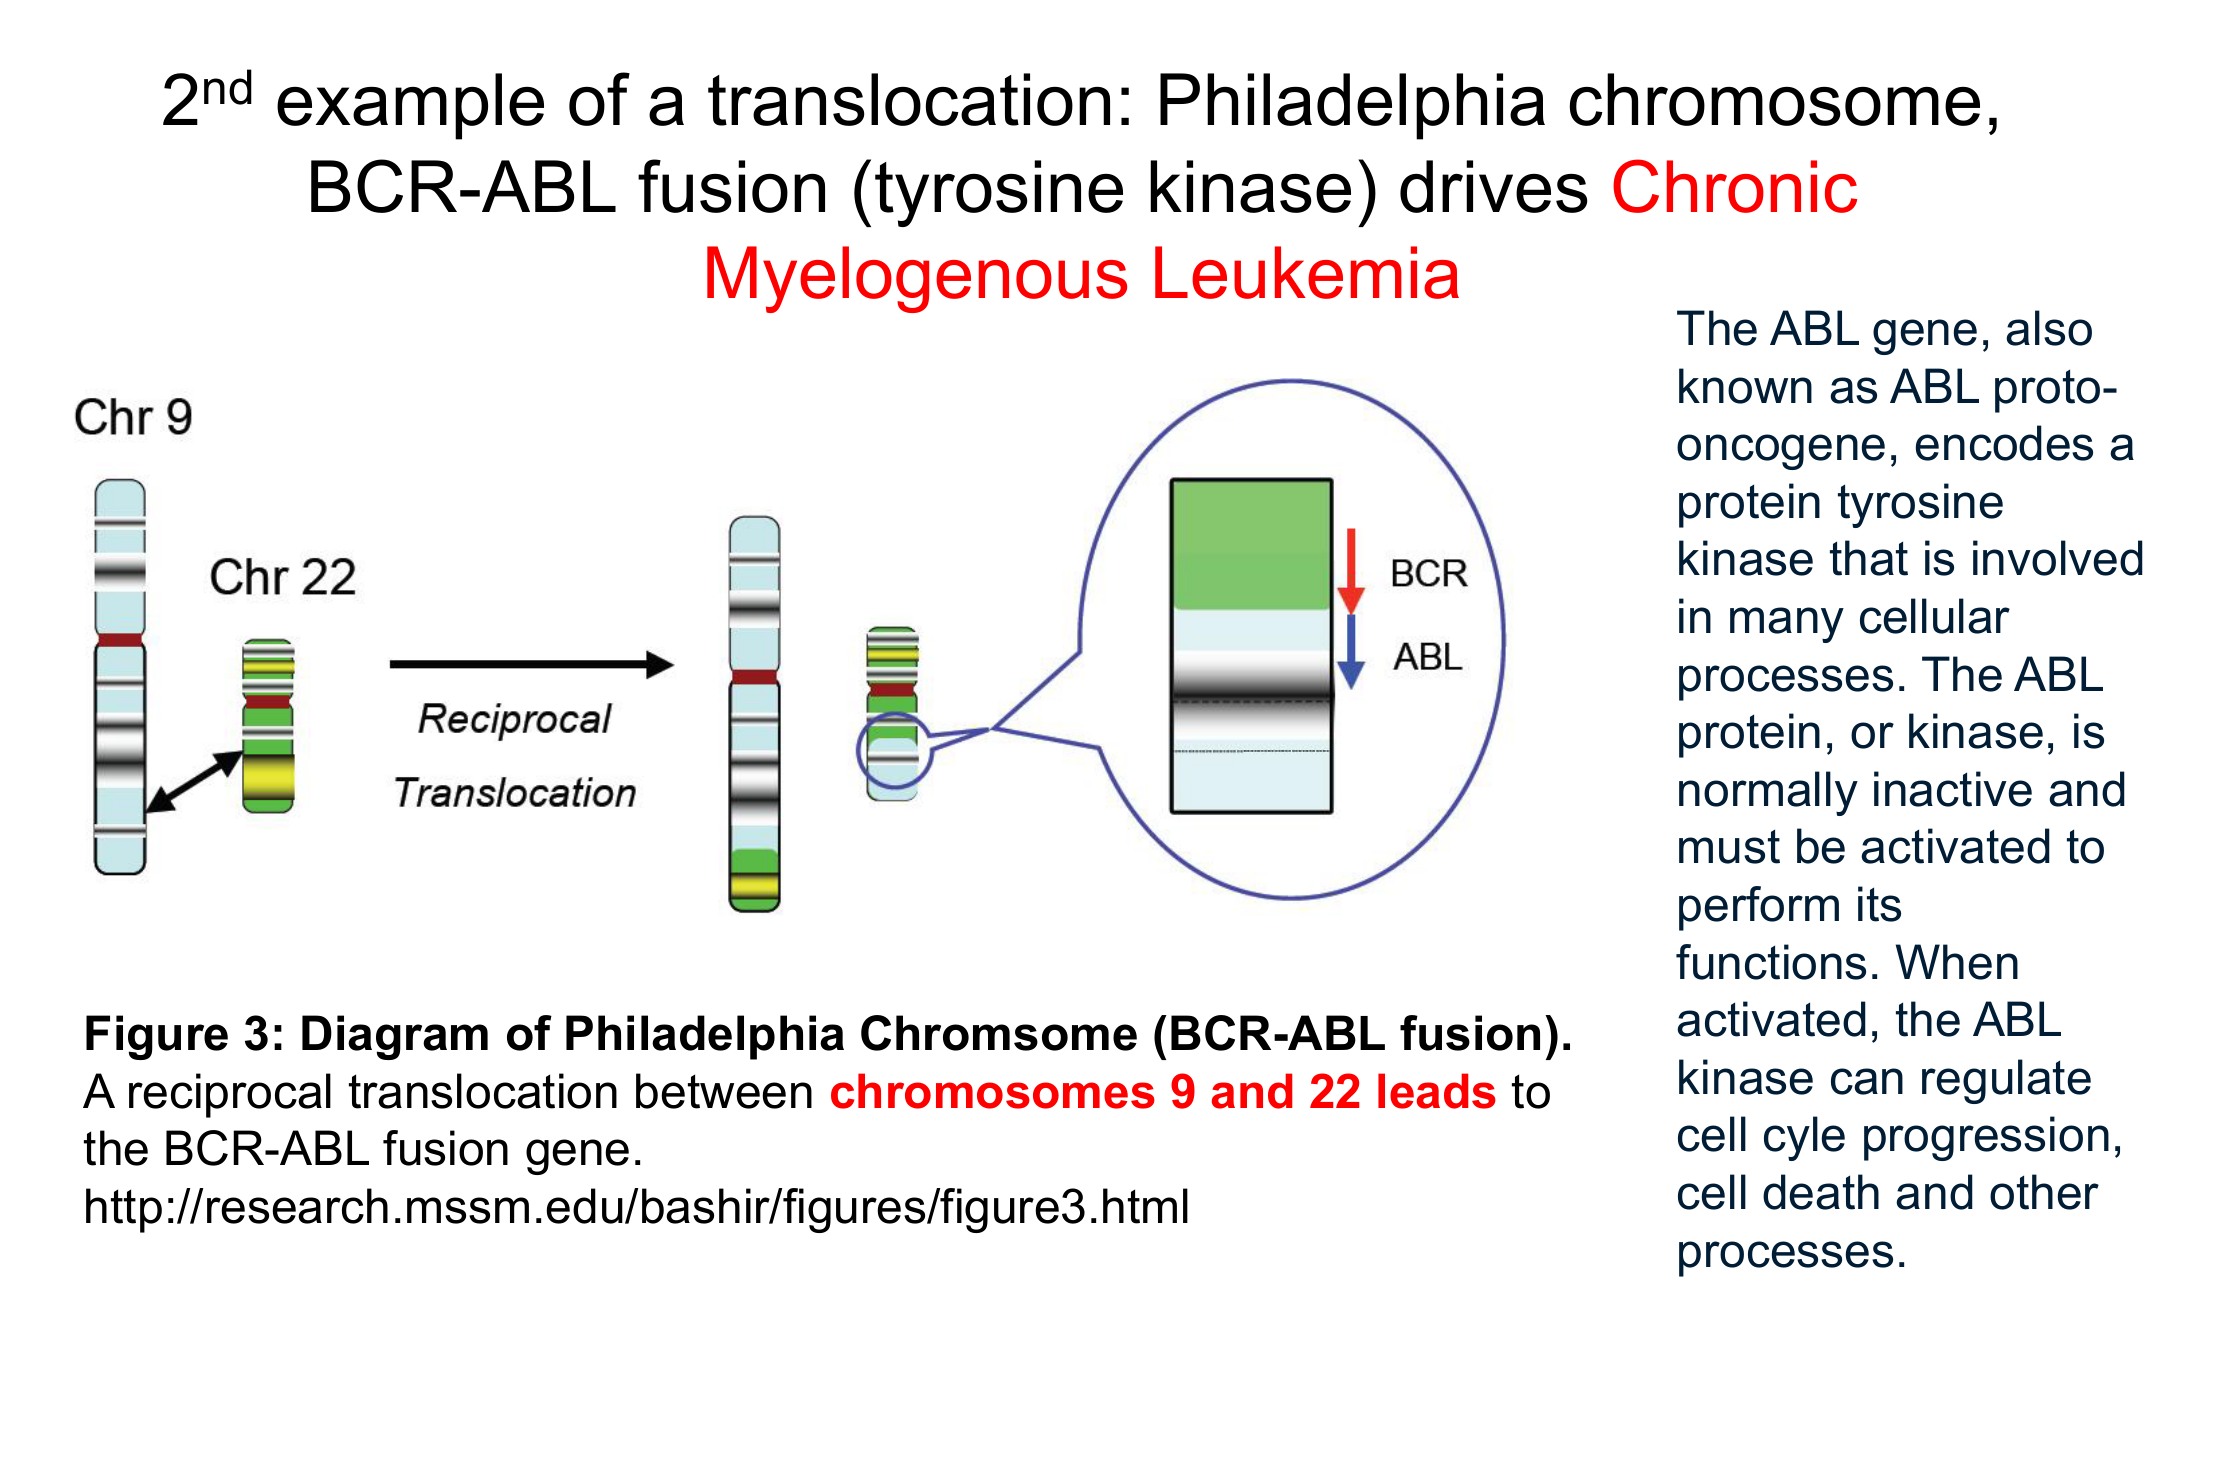 2nd example of a translocation: Philadelphia chromosome,
BCR-ABL fusion (tyrosine kinase) drives Chronic
Myelogenous Leukemia
Chr 9
Chr 22
Reciprocal
Translocation
BCR
ABL
Figure 3: Diagram of Philadelphia Chromsome (BCR-ABL fusion).
A reciprocal translocation between chromosomes 9 and 22 leads to
the BCR-ABL fusion gene.
http://research.mssm.edu/bashir/figures/figure3.html
The ABL gene, also
known as ABL proto-
oncogene, encodes a
protein tyrosine
kinase that is involved
in many cellular
processes. The ABL
protein, or kinase, is
normally inactive and
must be activated to
perform its
functions. When
activated, the ABL
kinase can regulate
cell cyle progression,
cell death and other
processes.